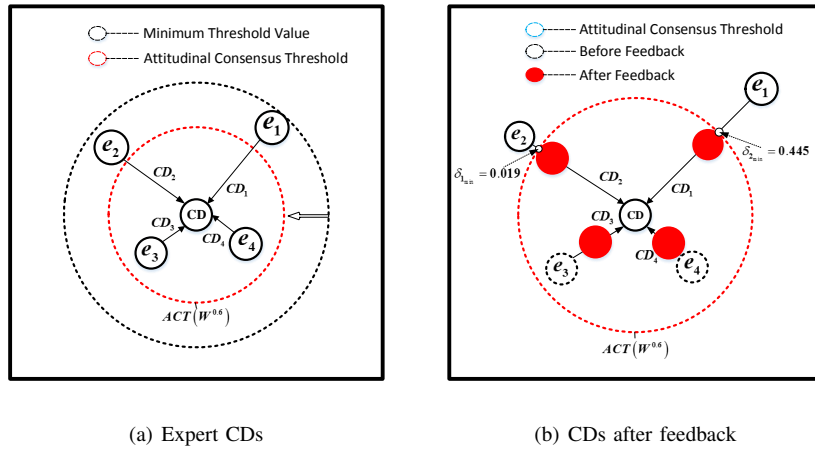 Minimum Threshold Value
Attitudinal Consensus Threshold
e₂
e₁
CD₂
CD₁
CD
CD₃
CD₄
e₃
e₄
ACT(W^0.6)
(a) Expert CDs
Attitudinal Consensus Threshold
Before Feedback
After Feedback
e₁
e₂
δ₁ₘᵢₙ = 0.019
δ₂ₘᵢₙ = 0.445
CD₂
CD₁
CD
CD₃
CD₄
e₃
e₄
ACT(W^0.6)
(b) CDs after feedback